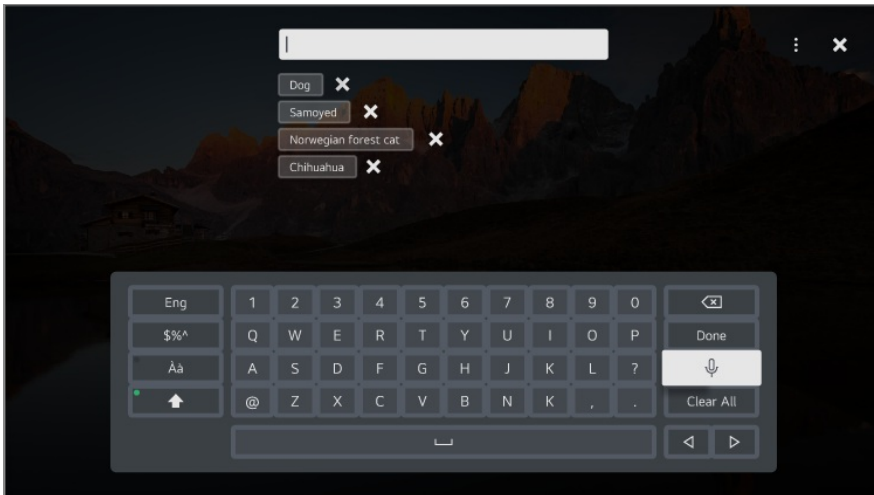 Dog
Samoyed
Norwegian forest cat
Chihuahua
Eng 1 2 3 4 5 6 7 8 9 0
$%^ Q W E R T Y U I O P Done
Àà A S D F G H J K L ?
@ Z X C V B N K , . Clear All